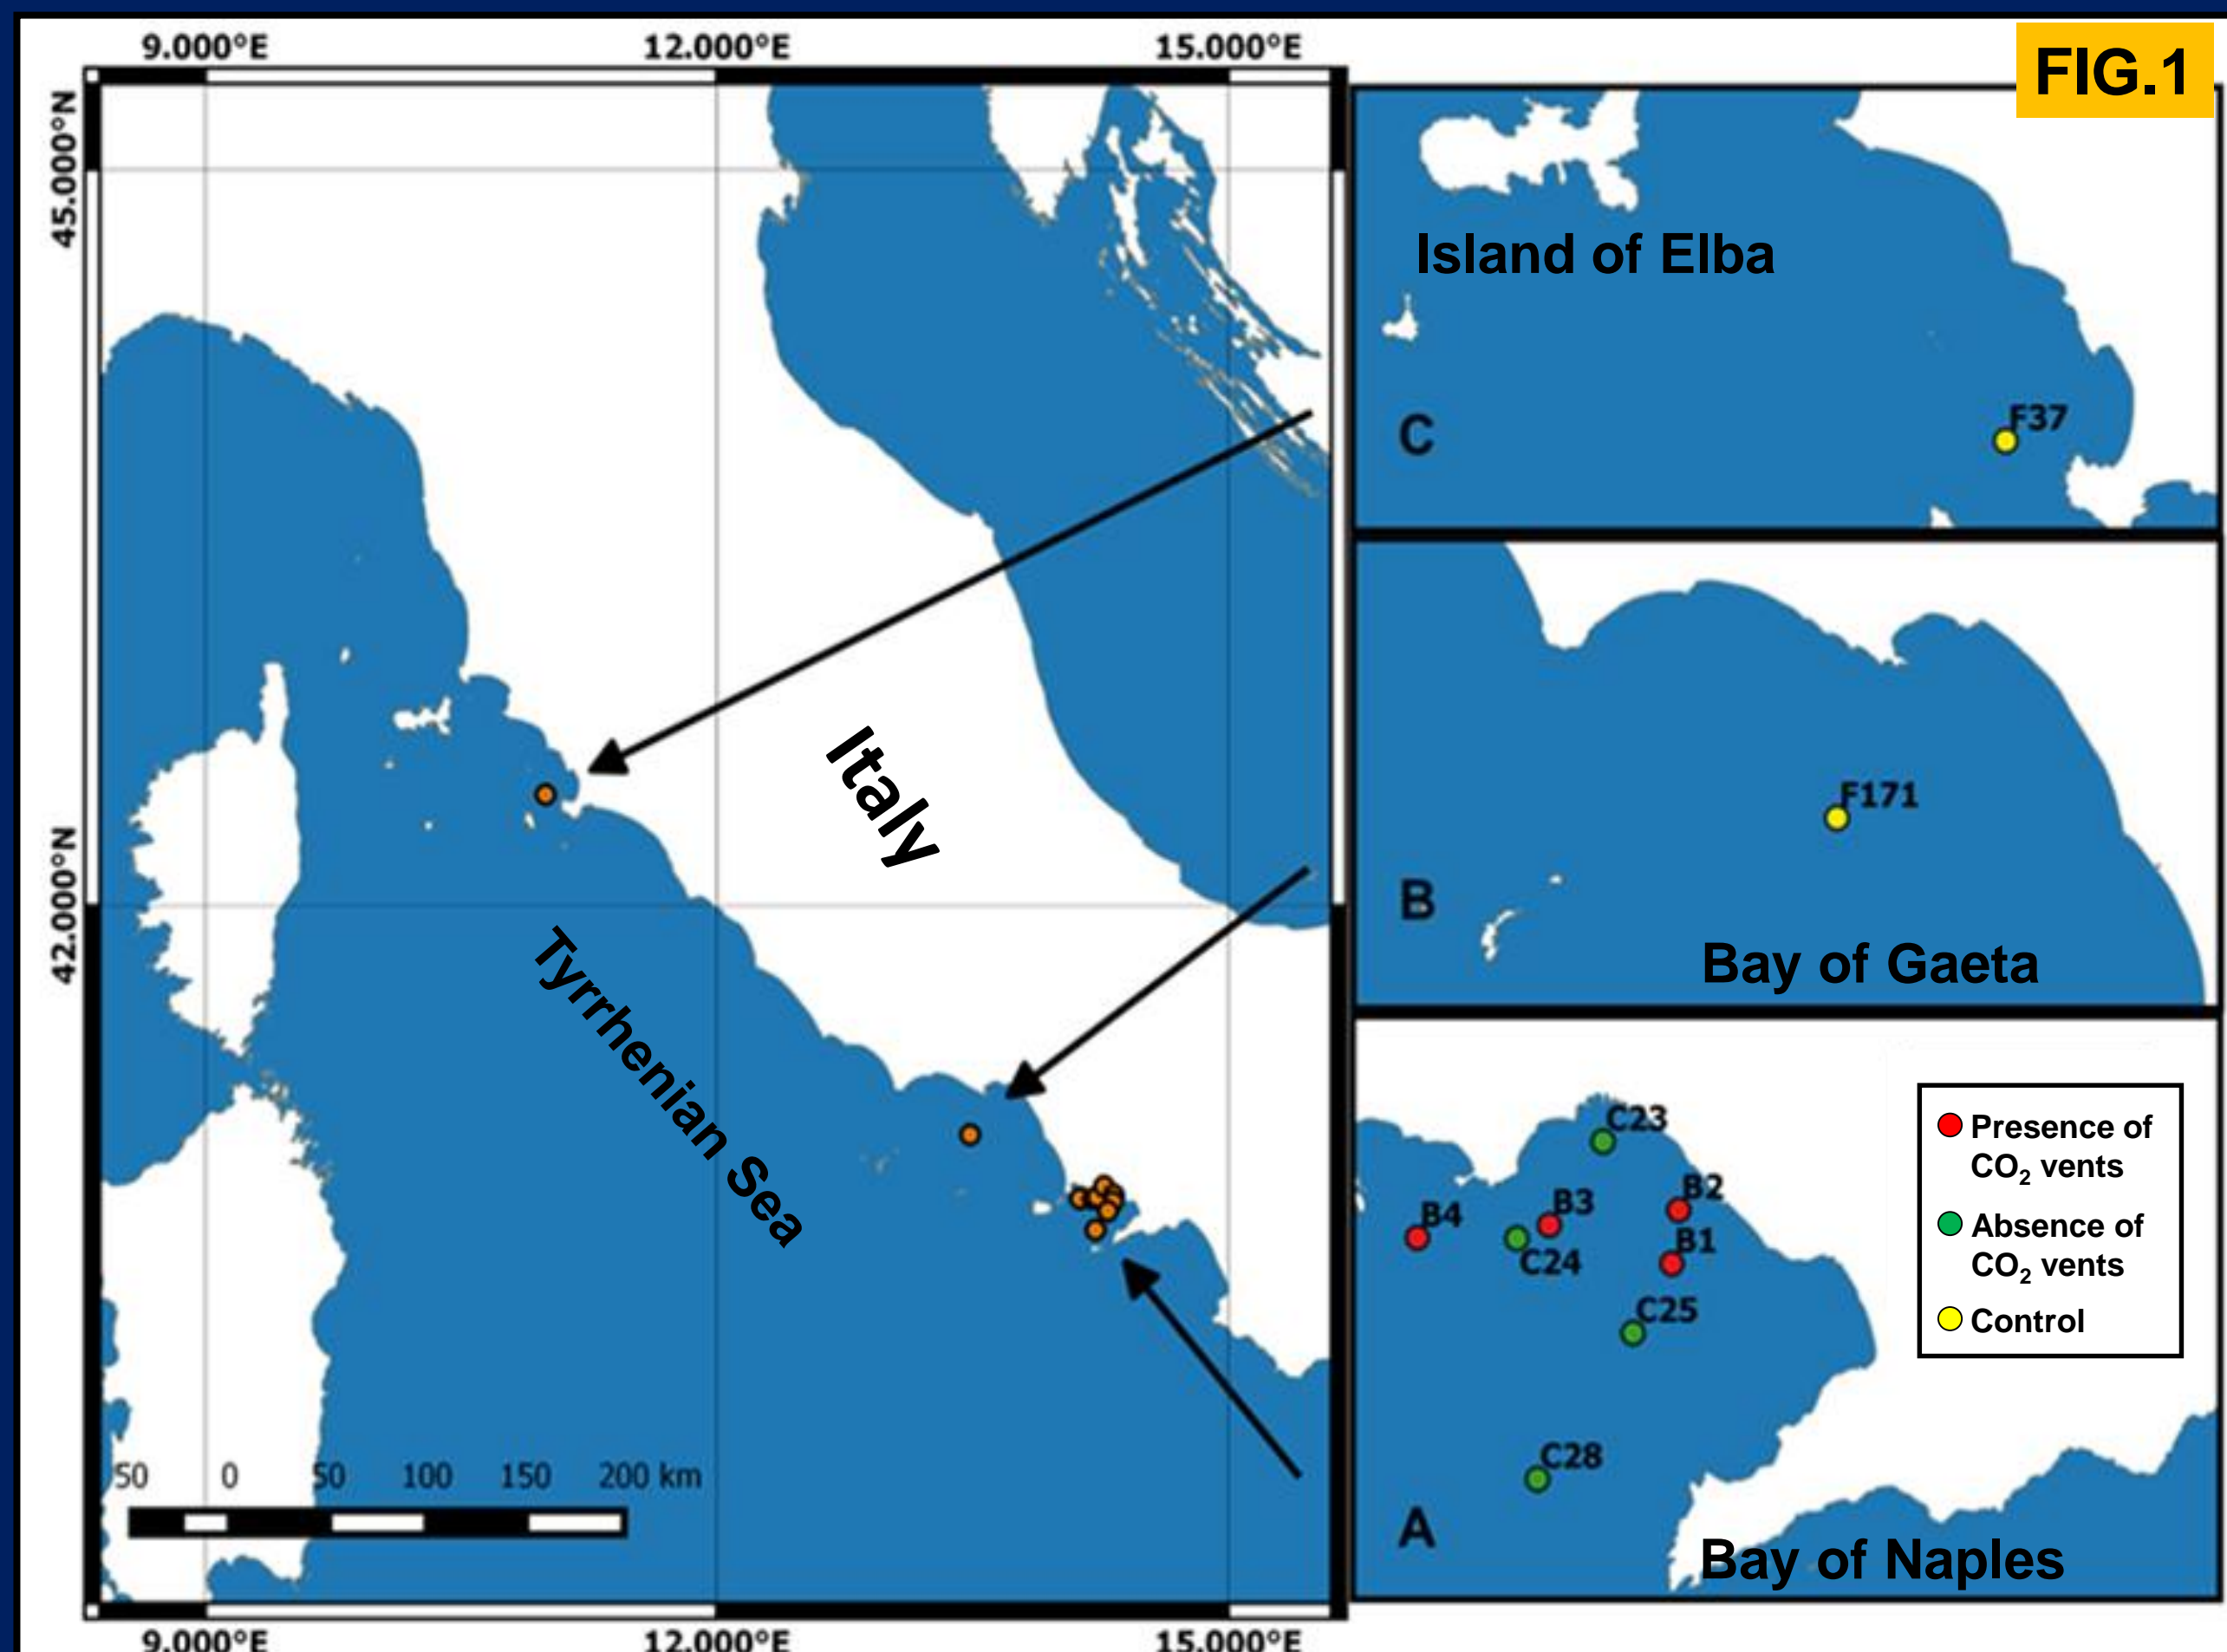 FIG.1
9.000°E 12.000°E 15.000°E
45.000°N
42.000°N
Italy
Tyrrhenian Sea
50 0 50 100 150 200 km
9.000°E 12.000°E 15.000°E
Island of Elba
F37
C
F171
B
Bay of Gaeta
C23
B2
B3
B4
B1
C24
C25
C28
A
Bay of Naples
Presence of
CO₂ vents
Absence of
CO₂ vents
Control